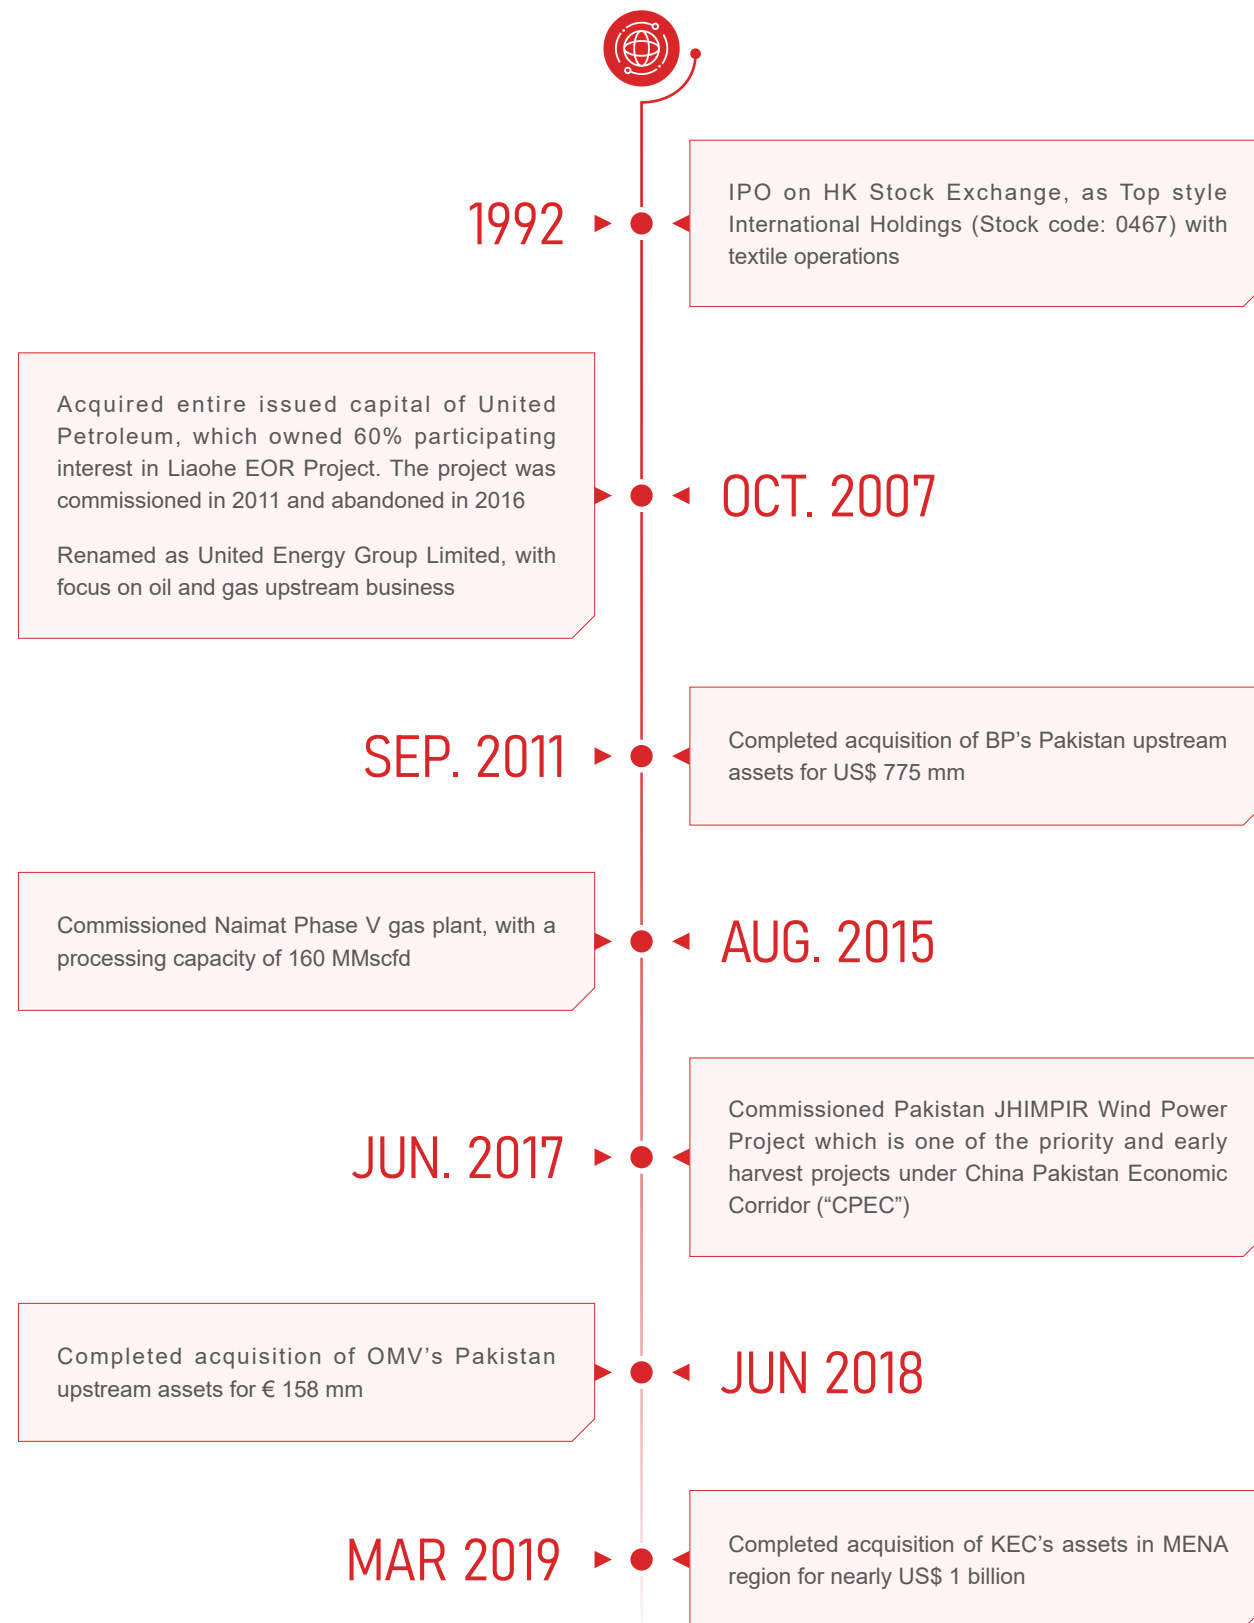 1992
IPO on HK Stock Exchange, as Top style
International Holdings (Stock code: 0467) with
textile operations
Acquired entire issued capital of United
Petroleum, which owned 60% participating
interest in Liaohe EOR Project. The project was
commissioned in 2011 and abandoned in 2016
Renamed as United Energy Group Limited, with
focus on oil and gas upstream business
OCT. 2007
SEP. 2011
Completed acquisition of BP’s Pakistan upstream
assets for US$ 775 mm
Commissioned Naimat Phase V gas plant, with a
processing capacity of 160 MMscfd
AUG. 2015
JUN. 2017
Commissioned Pakistan JHIMPIR Wind Power
Project which is one of the priority and early
harvest projects under China Pakistan Economic
Corridor (“CPEC”)
Completed acquisition of OMV’s Pakistan
upstream assets for € 158 mm
JUN 2018
MAR 2019
Completed acquisition of KEC’s assets in MENA
region for nearly US$ 1 billion